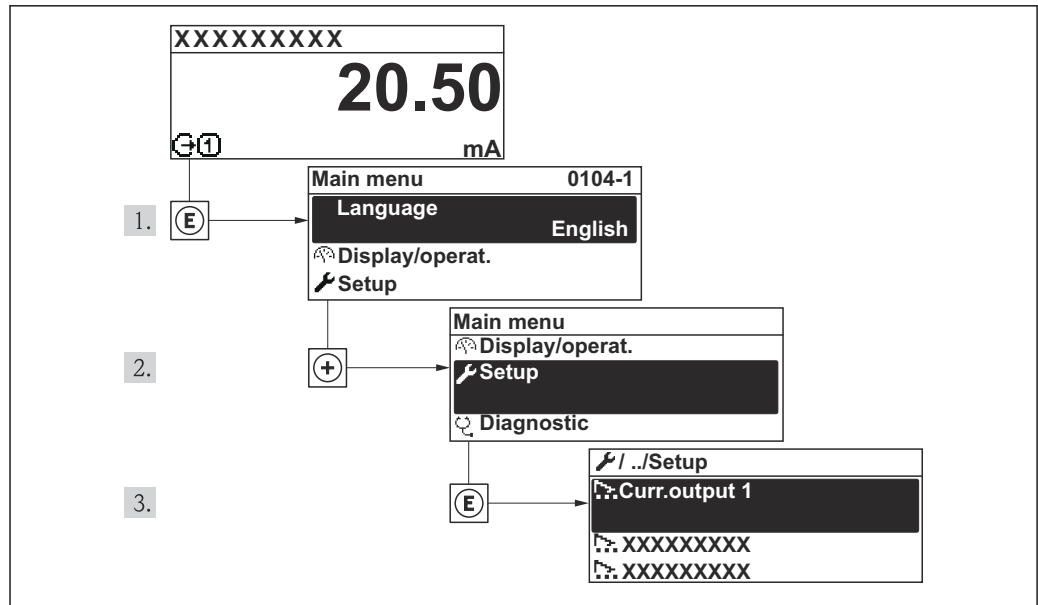 XXXXXXXXX
20.50
1
mA
1.
E
Main menu 0104-1
Language
English
Display/operat.
Setup
2.
+
Main menu
Display/operat.
Setup
Diagnostic
3.
E
/ ../Setup
Curr.output 1
XXXXXXXXX
XXXXXXXXX